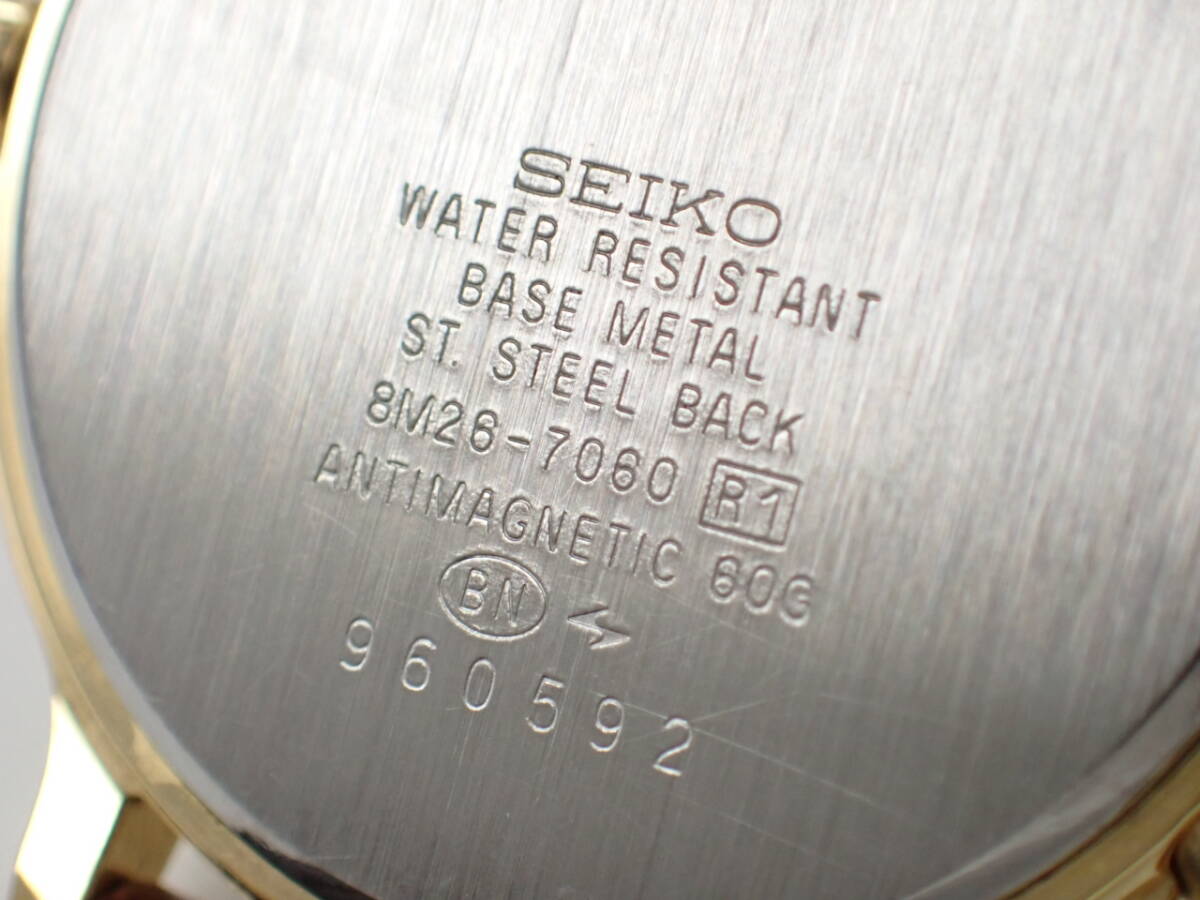 SEIKO
WATER RESISTANT
BASE METAL
ST. STEEL BACK
8M26-7060 R1
ANTIMAGNETIC 60G
BN
960592